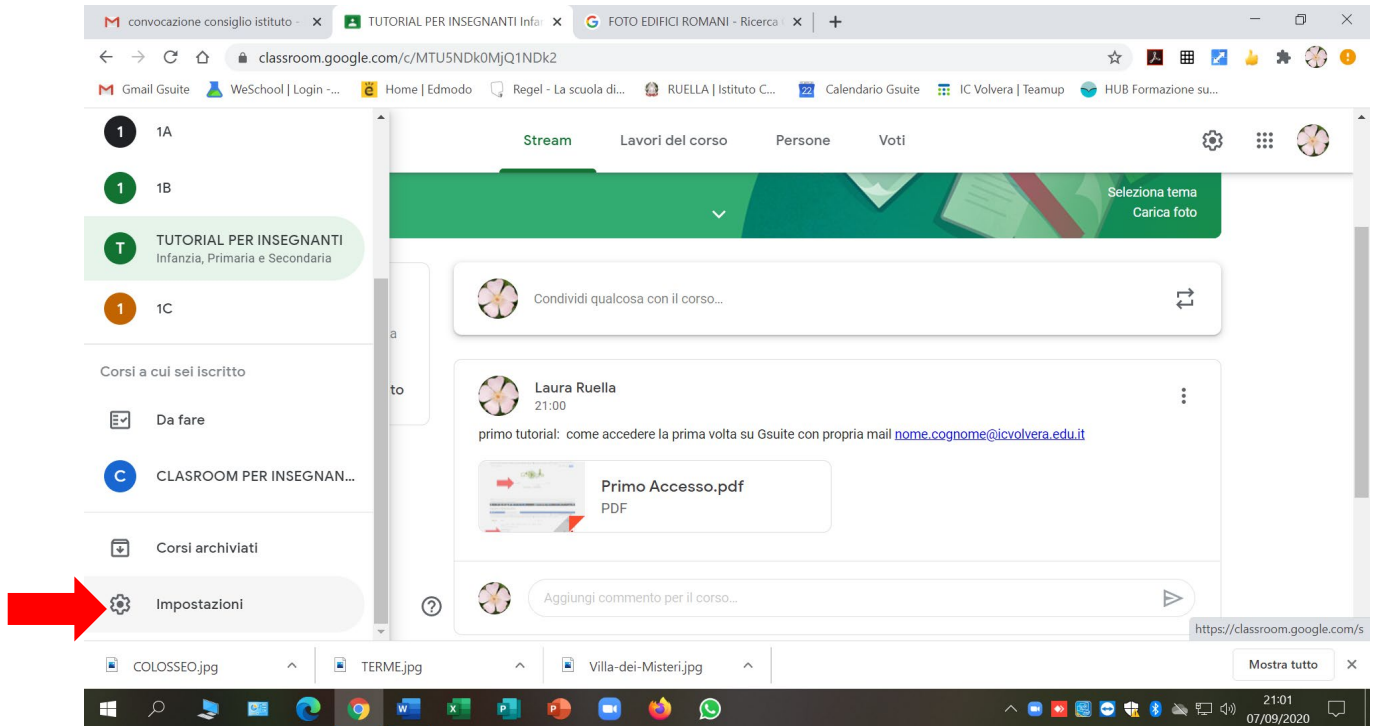 convocazione consiglio istituto -
TUTORIAL PER INSEGNANTI Infan
FOTO EDIFICI ROMANI - Ricerca
classroom.google.com/c/MTU5NDk0MjQ1NDk2
Gmail Gsuite
WeSchool | Login -...
Home | Edmodo
Regel - La scuola di...
RUELLA | Istituto C...
22
Calendario Gsuite
IC Volvera | Teamup
HUB Formazione su...
1 1A
1 1B
T TUTORIAL PER INSEGNANTI
Infanzia, Primaria e Secondaria
1 1C
Corsi a cui sei iscritto
Da fare
C CLASROOM PER INSEGNAN...
Corsi archiviati
Impostazioni
Stream Lavori del corso Persone Voti
Seleziona tema
Carica foto
a
to
Condividi qualcosa con il corso...
Laura Ruella
21:00
primo tutorial: come accedere la prima volta su Gsuite con propria mail nome.cognome@icvolvera.edu.it
Primo Accesso.pdf
PDF
Aggiungi commento per il corso...
https://classroom.google.com/s
COLOSSEO.jpg
TERME.jpg
Villa-dei-Misteri.jpg
Mostra tutto
21:01
07/09/2020